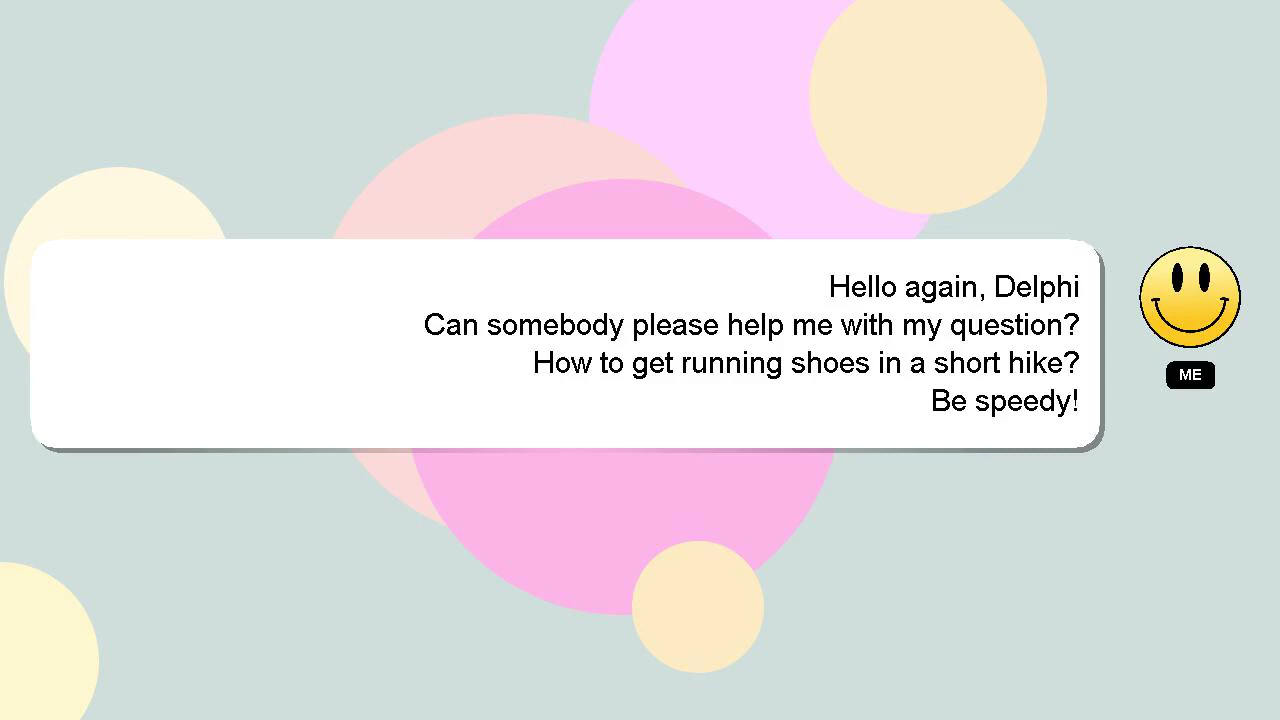 Hello again, Delphi
Can somebody please help me with my question?
How to get running shoes in a short hike?
Be speedy!
ME